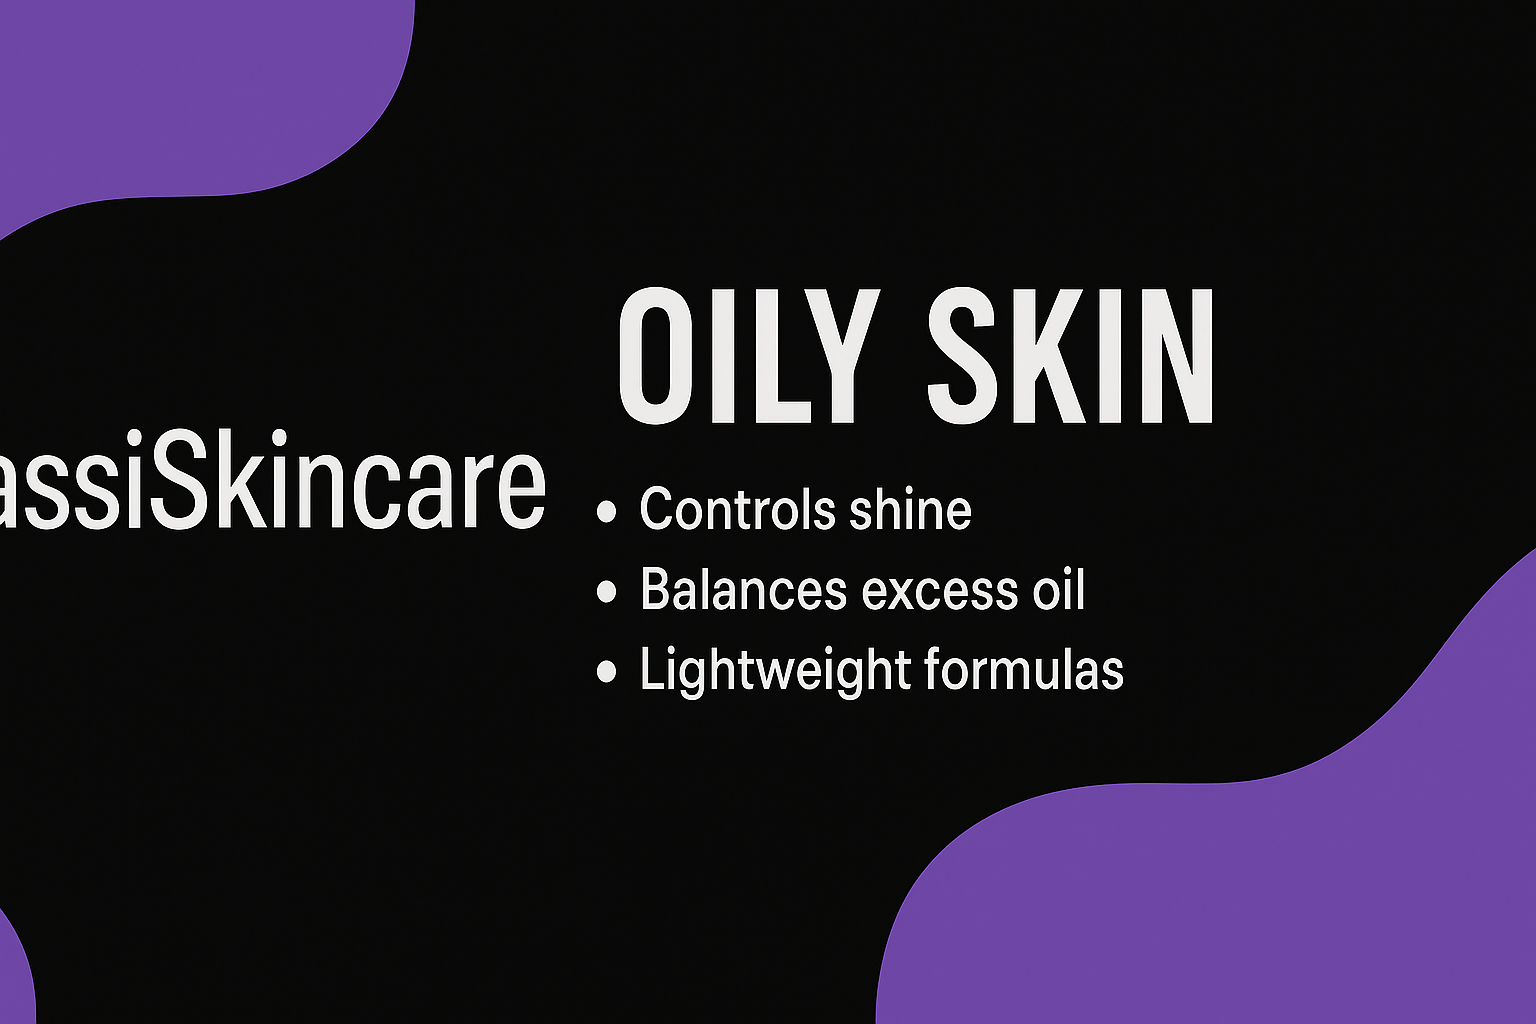 assiSkincare
OILY SKIN
• Controls shine
• Balances excess oil
• Lightweight formulas